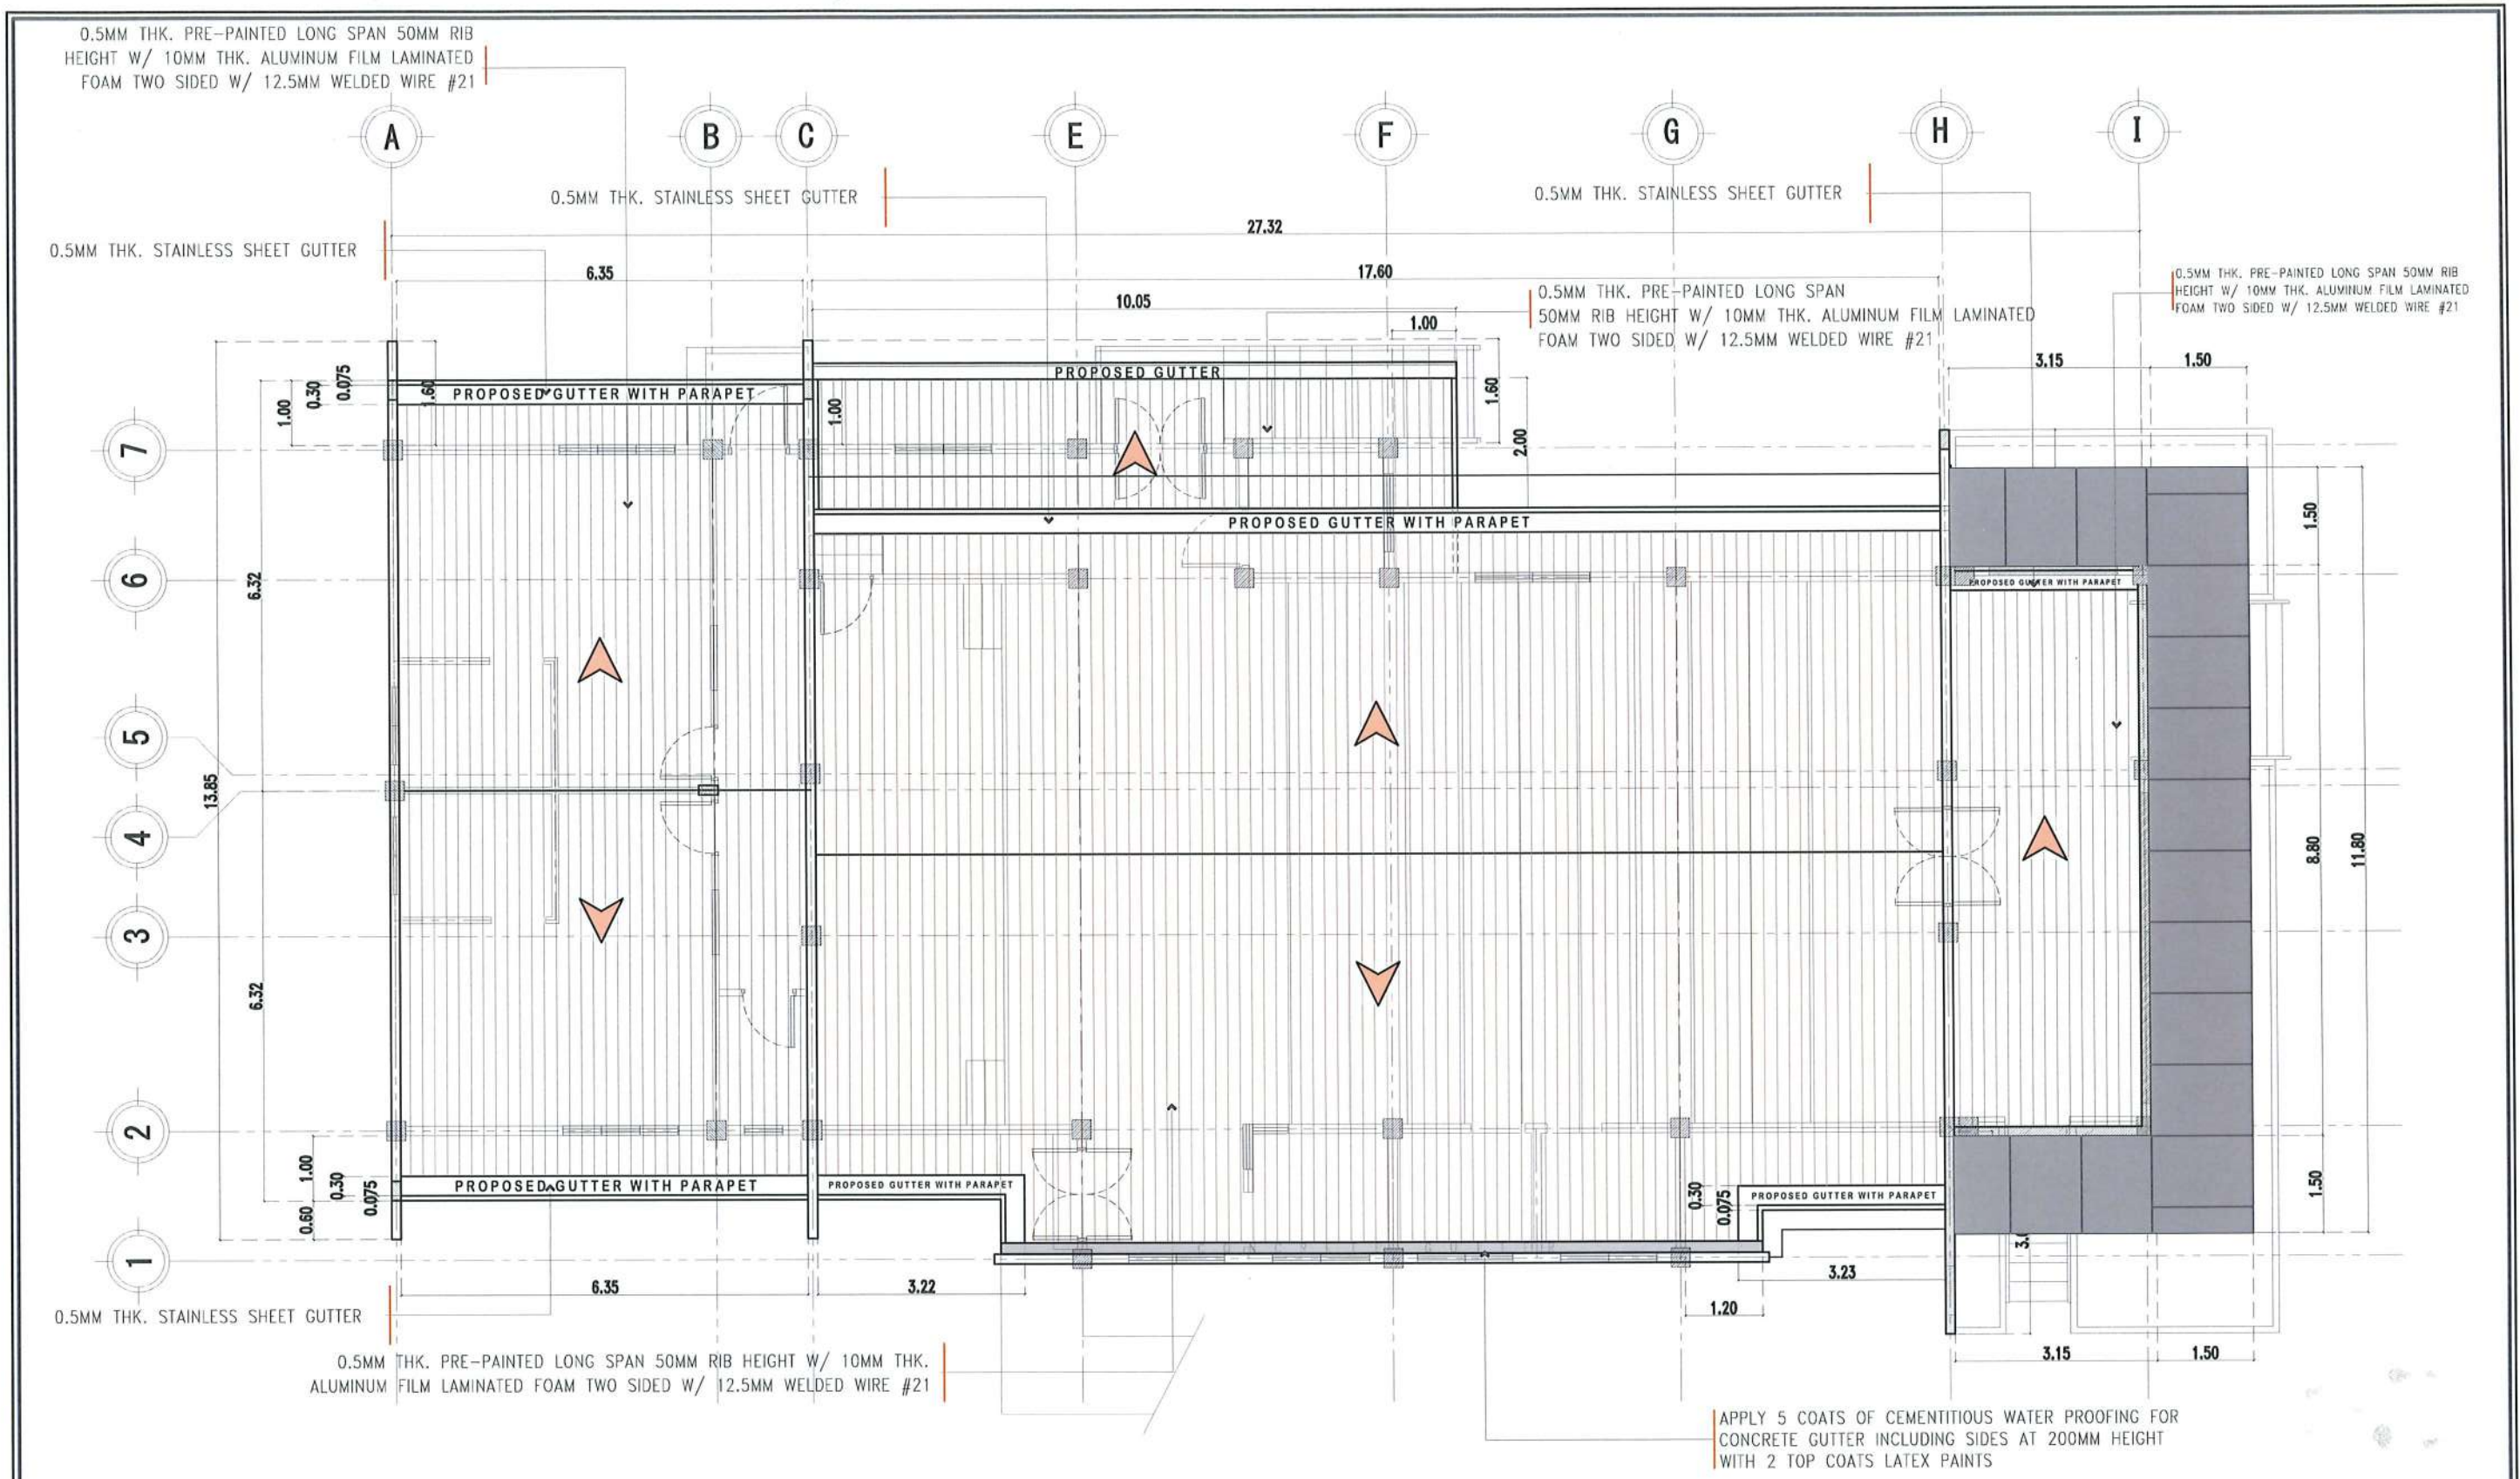 0.5MM THK. PRE-PAINTED LONG SPAN 50MM RIB
HEIGHT W/ 10MM THK. ALUMINUM FILM LAMINATED
FOAM TWO SIDED W/ 12.5MM WELDED WIRE #21
A
B
C
E
F
G
H
I
0.5MM THK. STAINLESS SHEET GUTTER
0.5MM THK. STAINLESS SHEET GUTTER
0.5MM THK. STAINLESS SHEET GUTTER
27.32
6.35
17.60
10.05
1.00
0.5MM THK. PRE-PAINTED LONG SPAN
50MM RIB HEIGHT W/ 10MM THK. ALUMINUM FILM LAMINATED
FOAM TWO SIDED W/ 12.5MM WELDED WIRE #21
0.5MM THK. PRE-PAINTED LONG SPAN 50MM RIB
HEIGHT W/ 10MM THK. ALUMINUM FILM LAMINATED
FOAM TWO SIDED W/ 12.5MM WELDED WIRE #21
3.15
1.50
1.00
0.30
0.075
1.60
PROPOSED GUTTER WITH PARAPET
PROPOSED GUTTER
1.00
1.60
2.00
7
PROPOSED GUTTER WITH PARAPET
1.50
6
6.32
PROPOSED GUTTER WITH PARAPET
5
13.85
4
8.80
11.80
3
6.32
2
1.00
0.30
0.075
0.60
PROPOSED GUTTER WITH PARAPET
PROPOSED GUTTER WITH PARAPET
0.30
0.075
PROPOSED GUTTER WITH PARAPET
1.50
1
6.35
3.22
3.23
1.20
0.5MM THK. STAINLESS SHEET GUTTER
3.15
1.50
0.5MM THK. PRE-PAINTED LONG SPAN 50MM RIB HEIGHT W/ 10MM THK.
ALUMINUM FILM LAMINATED FOAM TWO SIDED W/ 12.5MM WELDED WIRE #21
APPLY 5 COATS OF CEMENTITIOUS WATER PROOFING FOR
CONCRETE GUTTER INCLUDING SIDES AT 200MM HEIGHT
WITH 2 TOP COATS LATEX PAINTS